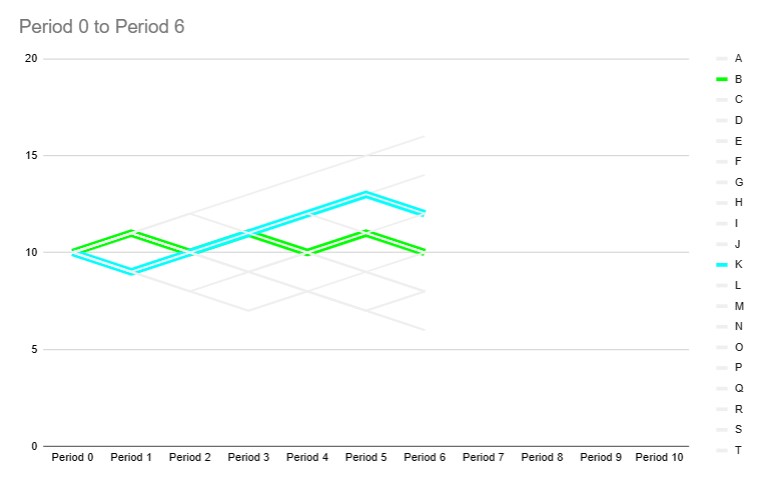 Period 0 to Period 6
20
15
10
5
0
Period 0 Period 1 Period 2 Period 3 Period 4 Period 5 Period 6 Period 7 Period 8 Period 9 Period 10
A
B
C
D
E
F
G
H
I
J
K
L
M
N
O
P
Q
R
S
T